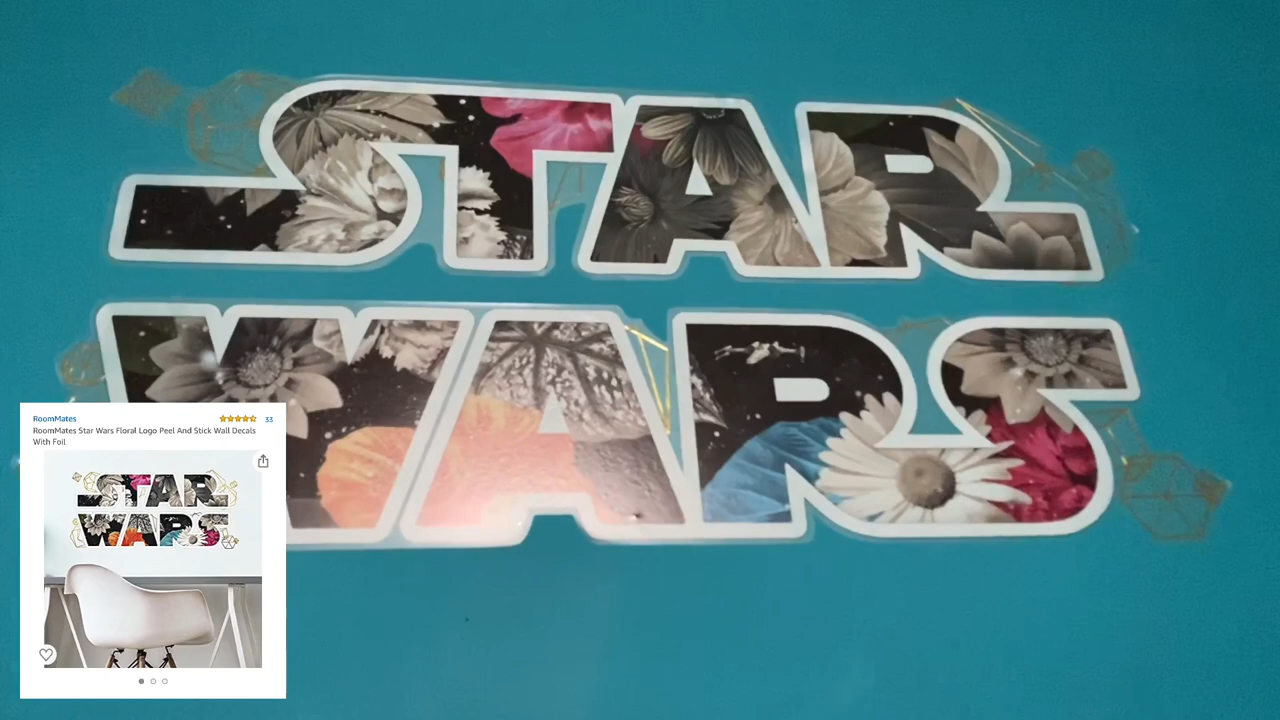 STAR
WARS
RoomMates 33
RoomMates Star Wars Floral Logo Peel And Stick Wall Decals
With Foil
STAR
WARS